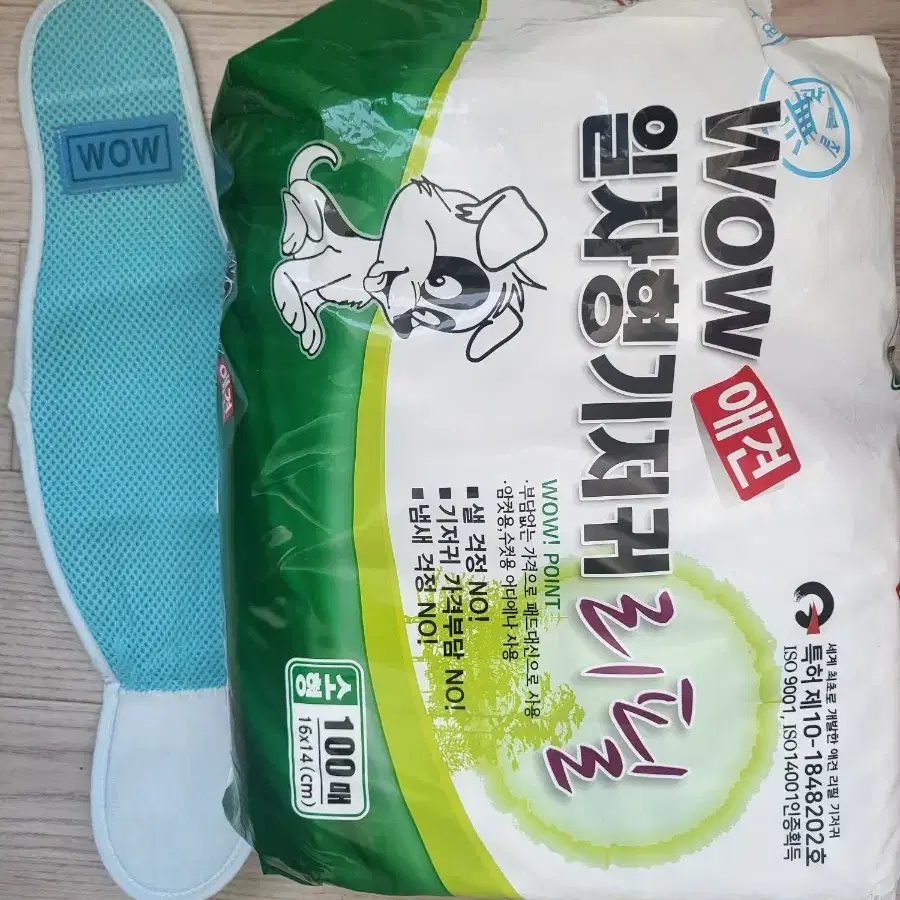 WOW
無
WOW 애견
일자형기저귀 리필
세계 최초로 개발한 애견 리필 기저귀
특허 제10-1848202호
ISO 9001, ISO14001인증획득
WOW! POINT
·부담없는 가격으로 패드대신으로 사용
·암컷용,수컷용 어디에나 사용
■ 샐 걱정 NO!
■ 기저귀 가격부담 NO!
■ 냄새 걱정 NO!
소형
100매
16x14(cm)
애견